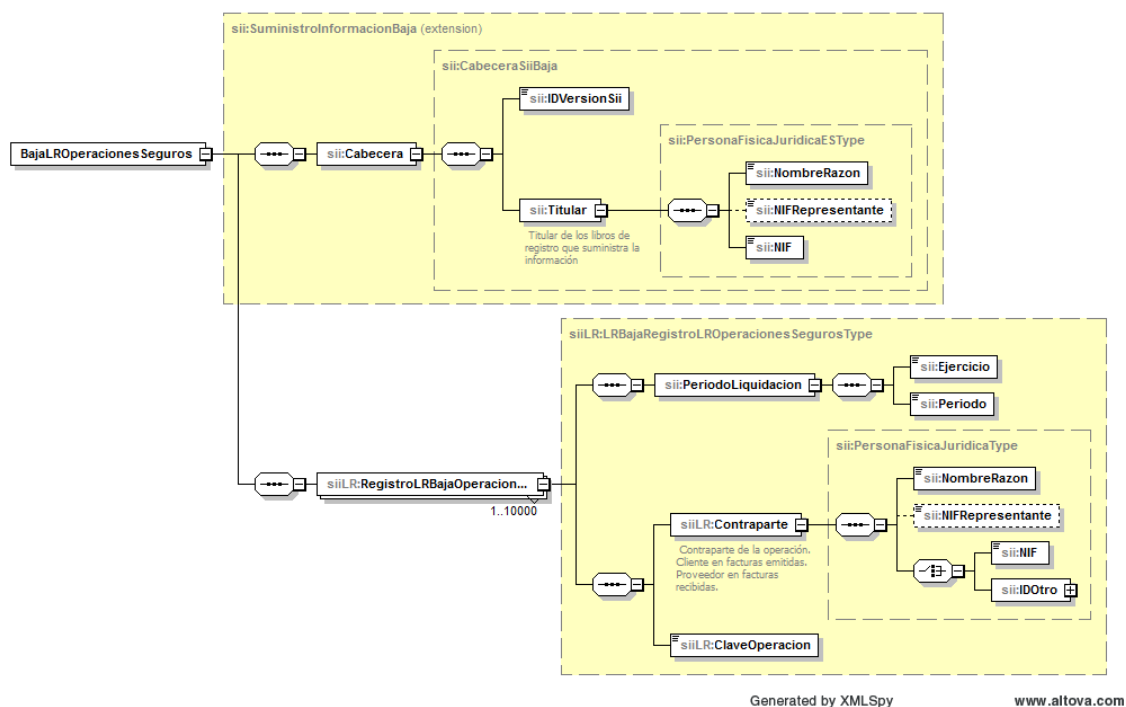 sii:SuministroInformacionBaja (extension)
sii:CabeceraSiiBaja
sii:IDVersionSii
sii:PersonaFisicaJuridicaESType
BajaLROperacionesSeguros
sii:Cabecera
sii:NombreRazon
sii:Titular
sii:NIFRepresentante
Titular de los libros de
registro que suministra la
información
sii:NIF
siiLR:LRBajaRegistroLROperacionesSegurosType
sii:PeriodoLiquidacion
sii:Ejercicio
sii:Periodo
sii:PersonaFisicaJuridicaType
siiLR:RegistroLRBajaOperacion...
1..10000
sii:NombreRazon
siiLR:Contraparte
sii:NIFRepresentante
Contraparte de la operación.
Cliente en facturas emitidas.
Proveedor en facturas
recibidas.
sii:NIF
sii:IDOtro
siiLR:ClaveOperacion
Generated by XMLSpy
www.altova.com